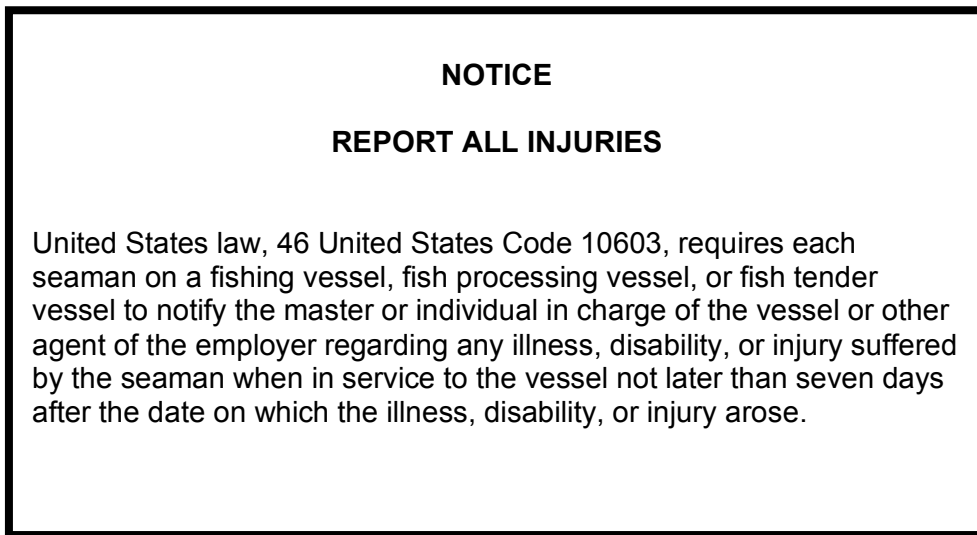 NOTICE
REPORT ALL INJURIES
United States law, 46 United States Code 10603, requires each
seaman on a fishing vessel, fish processing vessel, or fish tender
vessel to notify the master or individual in charge of the vessel or other
agent of the employer regarding any illness, disability, or injury suffered
by the seaman when in service to the vessel not later than seven days
after the date on which the illness, disability, or injury arose.